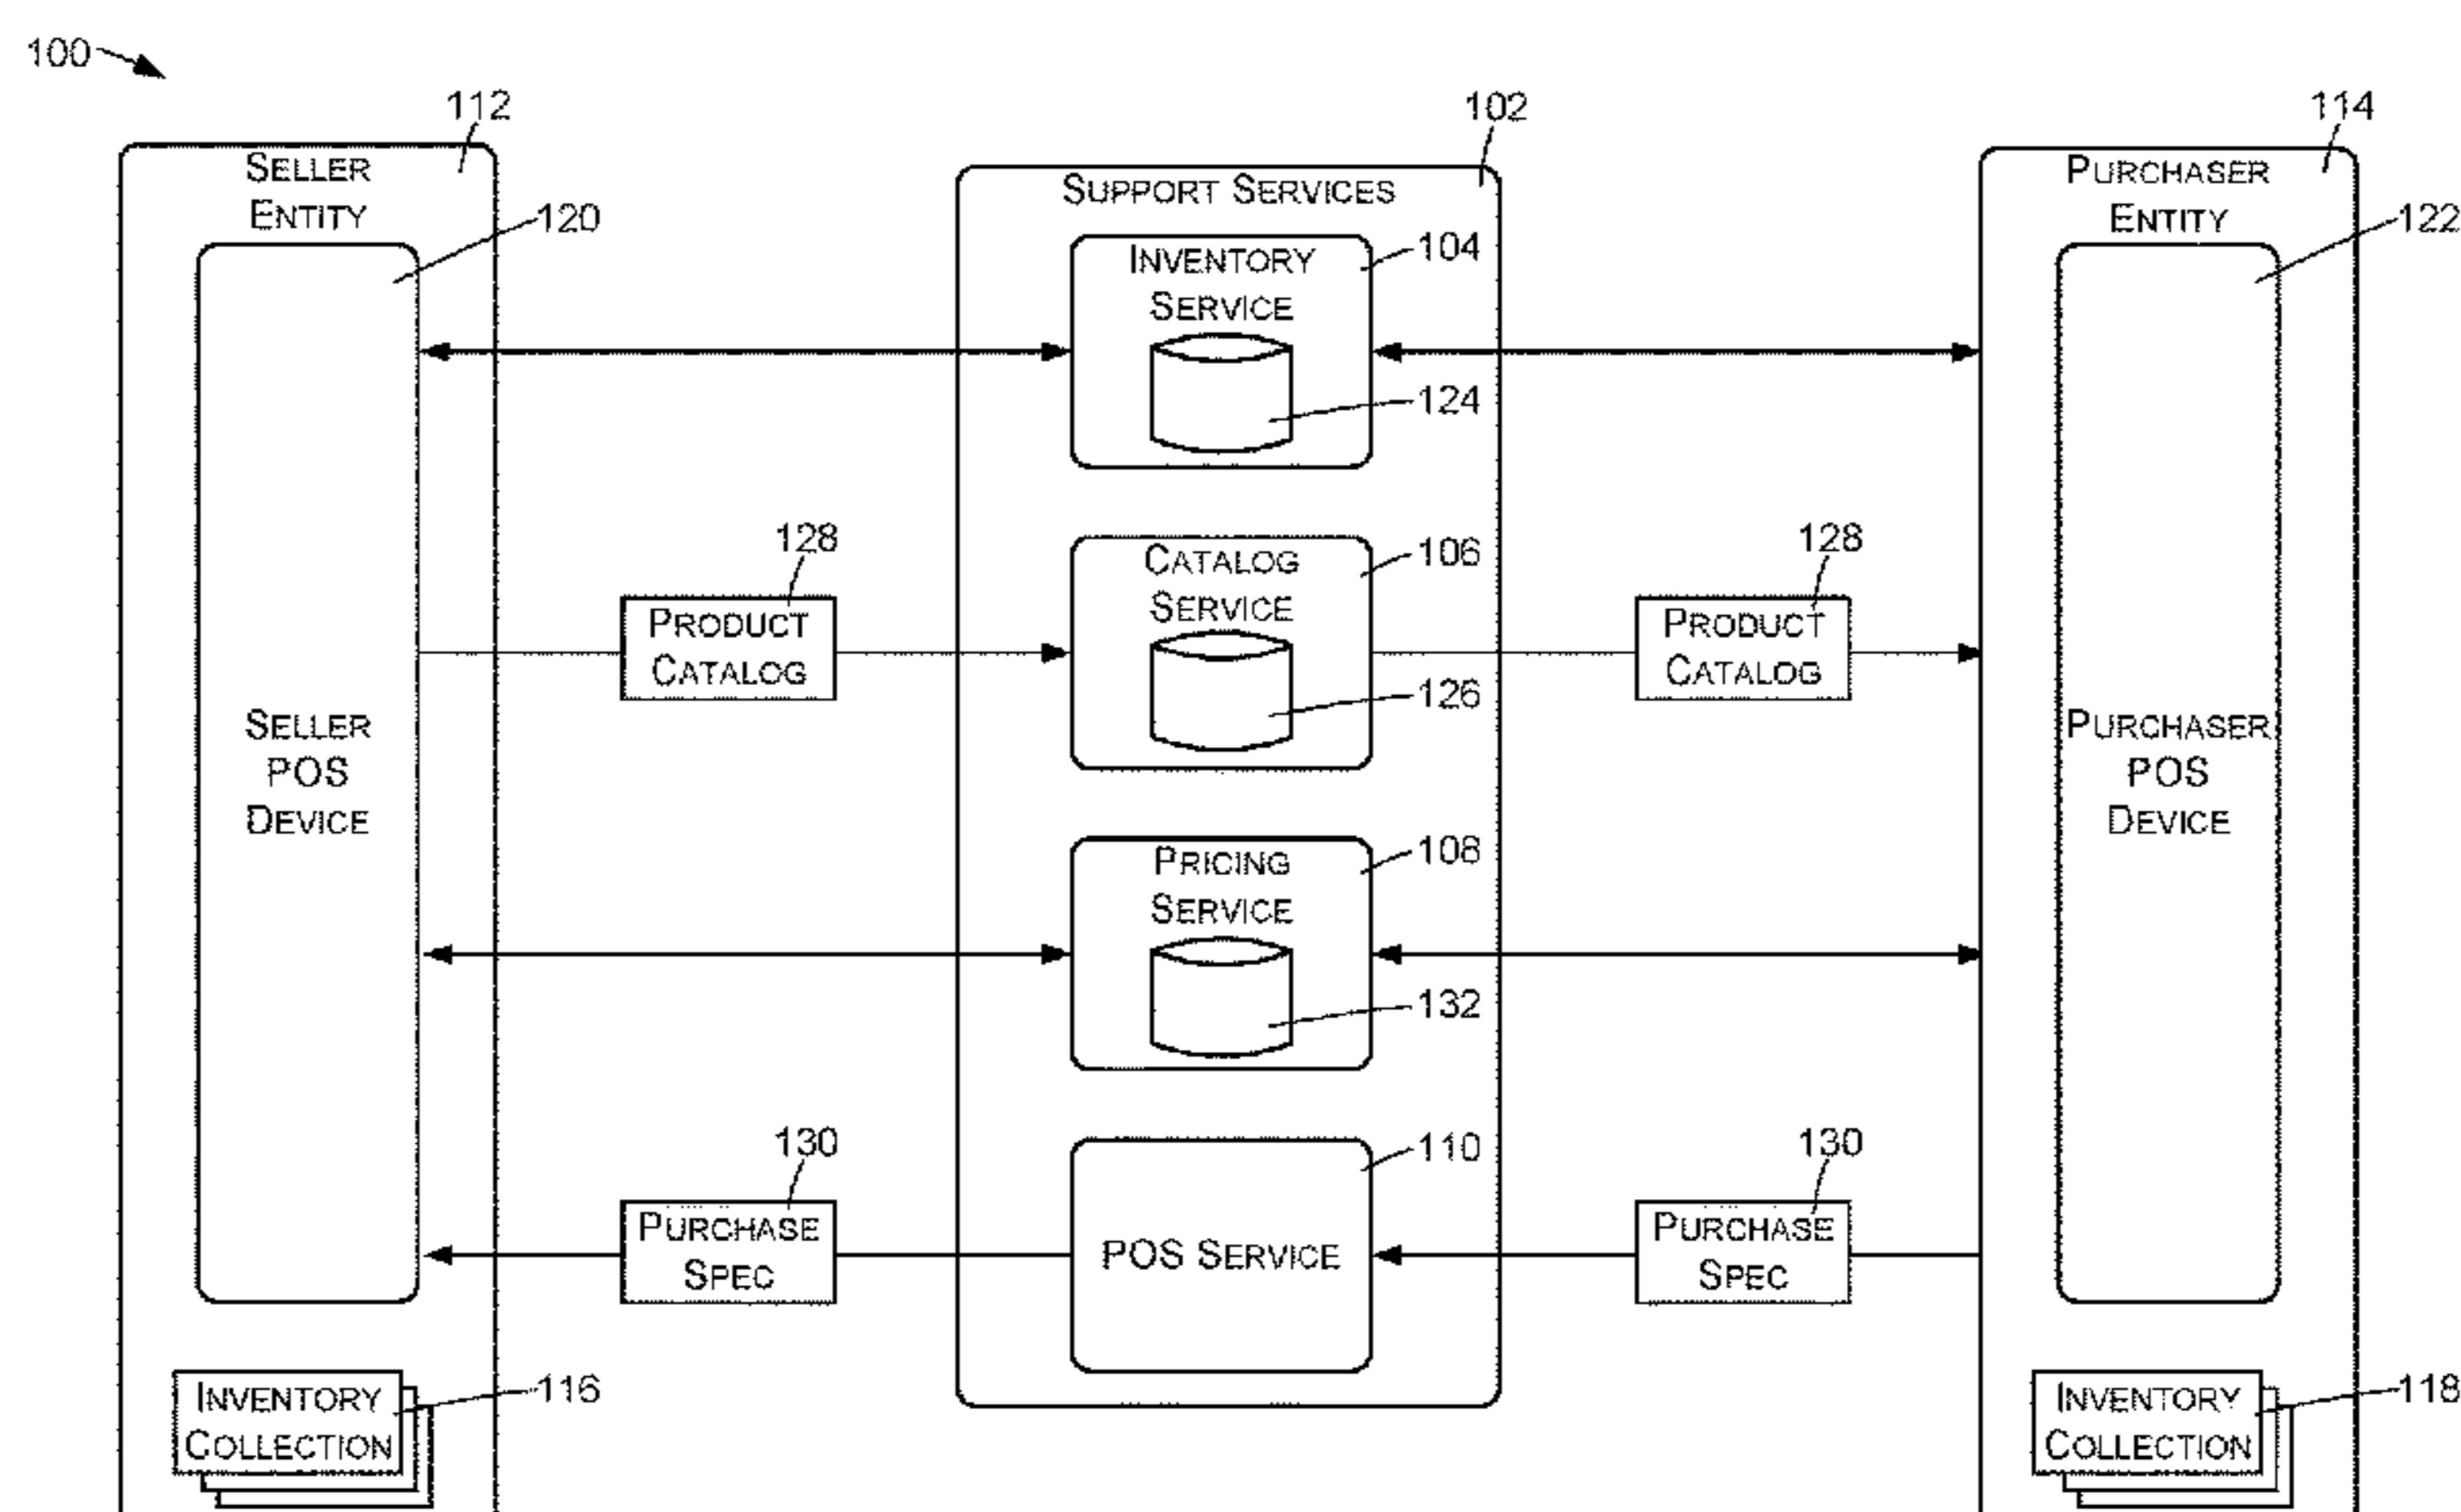 100
112
102
114
SELLER
ENTITY
120
SUPPORT SERVICES
PURCHASER
ENTITY
122
INVENTORY
SERVICE
104
124
128
PRODUCT
CATALOG
CATALOG
SERVICE
106
126
128
PRODUCT
CATALOG
SELLER
POS
DEVICE
PURCHASER
POS
DEVICE
PRICING
SERVICE
108
132
130
PURCHASE
SPEC
POS SERVICE
110
130
PURCHASE
SPEC
INVENTORY
COLLECTION
116
INVENTORY
COLLECTION
118